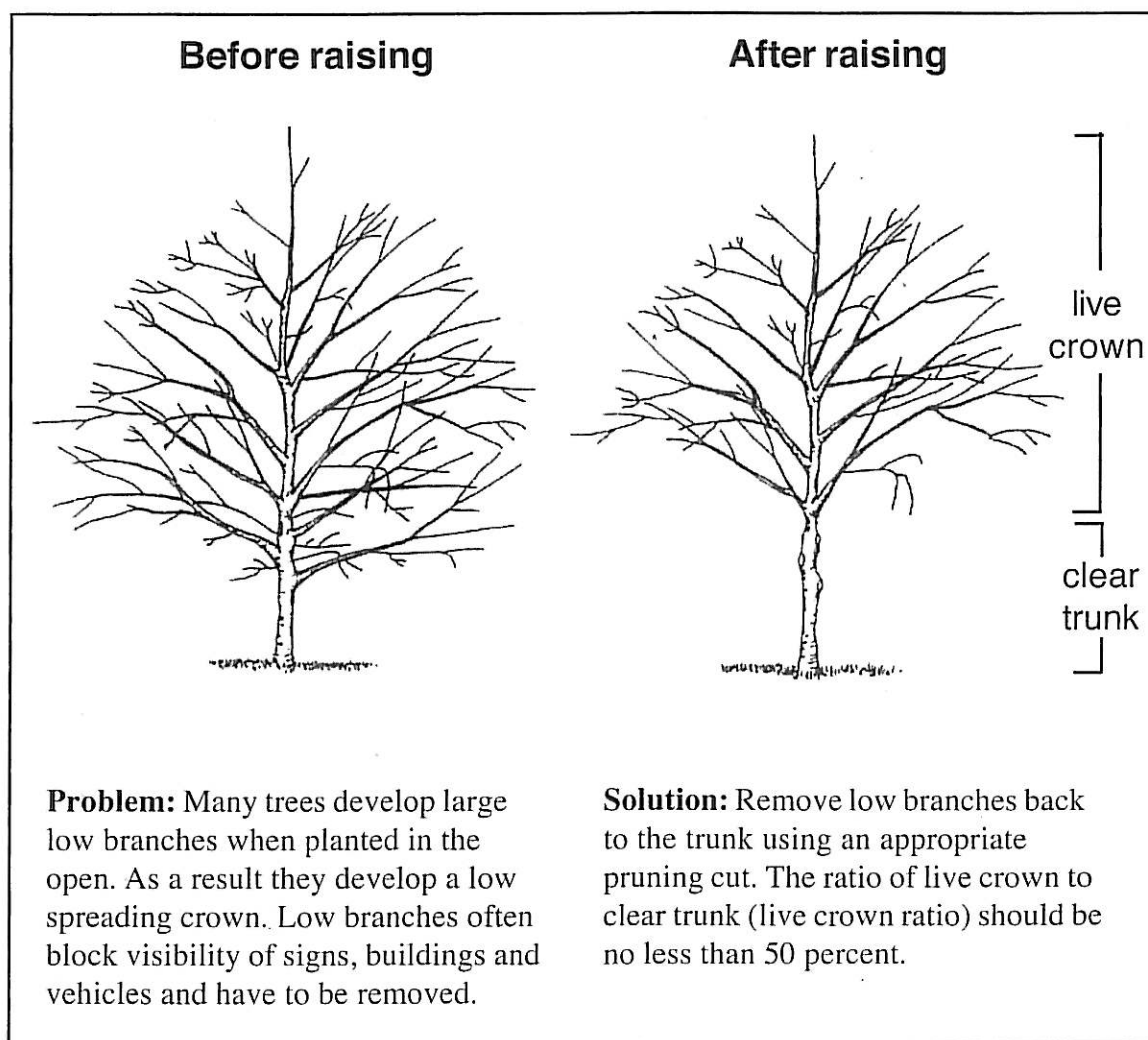 Before raising
After raising
live
crown
clear
trunk
Problem: Many trees develop large
low branches when planted in the
open. As a result they develop a low
spreading crown. Low branches often
block visibility of signs, buildings and
vehicles and have to be removed.
Solution: Remove low branches back
to the trunk using an appropriate
pruning cut. The ratio of live crown to
clear trunk (live crown ratio) should be
no less than 50 percent.